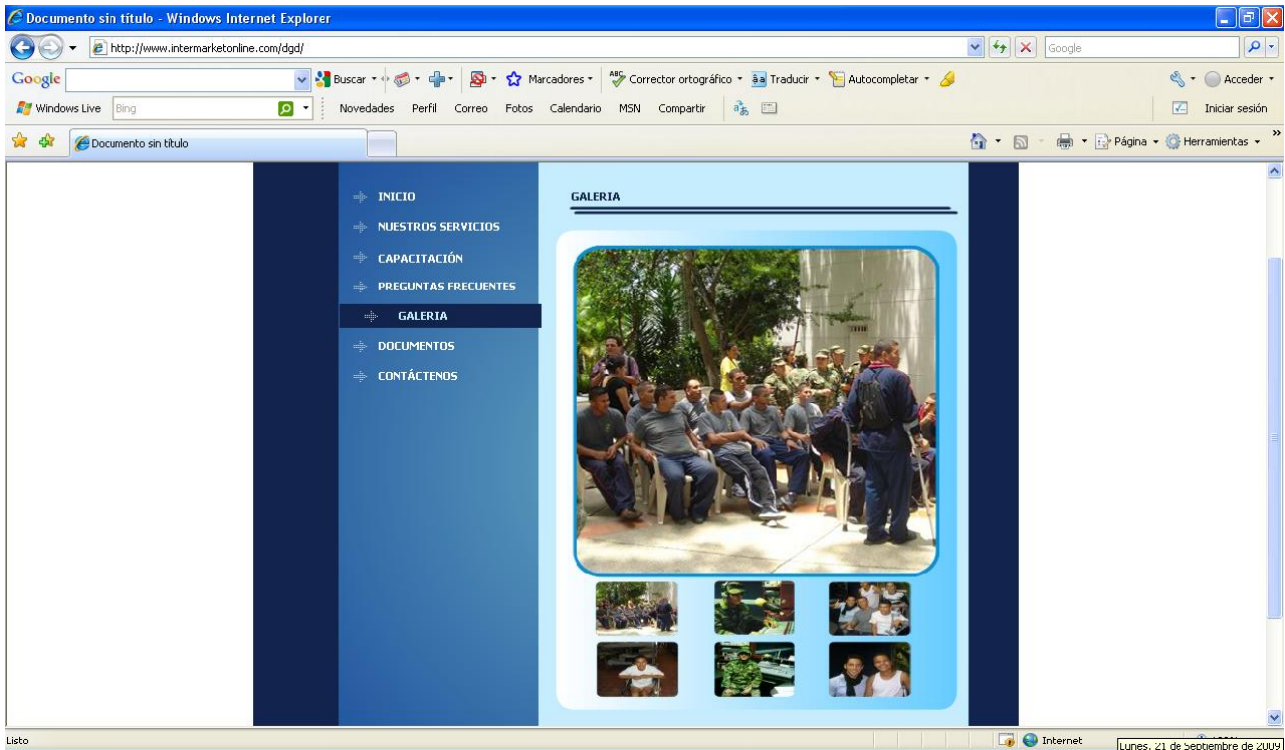 Documento sin título - Windows Internet Explorer
http://www.intermarketonline.com/dgd/
Google
Google
Buscar
Marcadores
ABC
Corrector ortográfico
Traducir
Autocompletar
Acceder
Windows Live
Bing
Novedades
Perfil
Correo
Fotos
Calendario
MSN
Compartir
Iniciar sesión
Documento sin título
Página
Herramientas
INICIO
NUESTROS SERVICIOS
CAPACITACIÓN
PREGUNTAS FRECUENTES
GALERIA
DOCUMENTOS
CONTÁCTENOS
GALERIA
Listo
Internet
Lunes, 21 de Septiembre de 2009